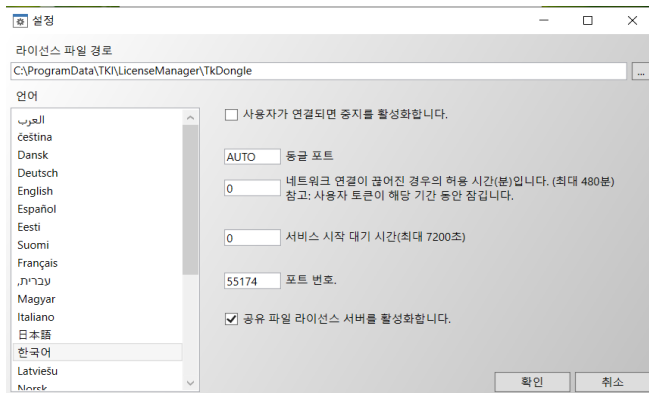 설정
라이선스 파일 경로
C:\ProgramData\TKI\LicenseManager\TkDongle
...
언어
العرب
čeština
Dansk
Deutsch
English
Español
Eesti
Suomi
Français
עברית,
Magyar
Italiano
日本語
한국어
Latviešu
Norsk
사용자가 연결되면 중지를 활성화합니다.
AUTO 동글 포트
0 네트워크 연결이 끊어진 경우의 허용 시간(분)입니다. (최대 480분)
참고: 사용자 토큰이 해당 기간 동안 잠깁니다.
0 서비스 시작 대기 시간(최대 7200초)
55174 포트 번호.
공유 파일 라이선스 서버를 활성화합니다.
확인 취소